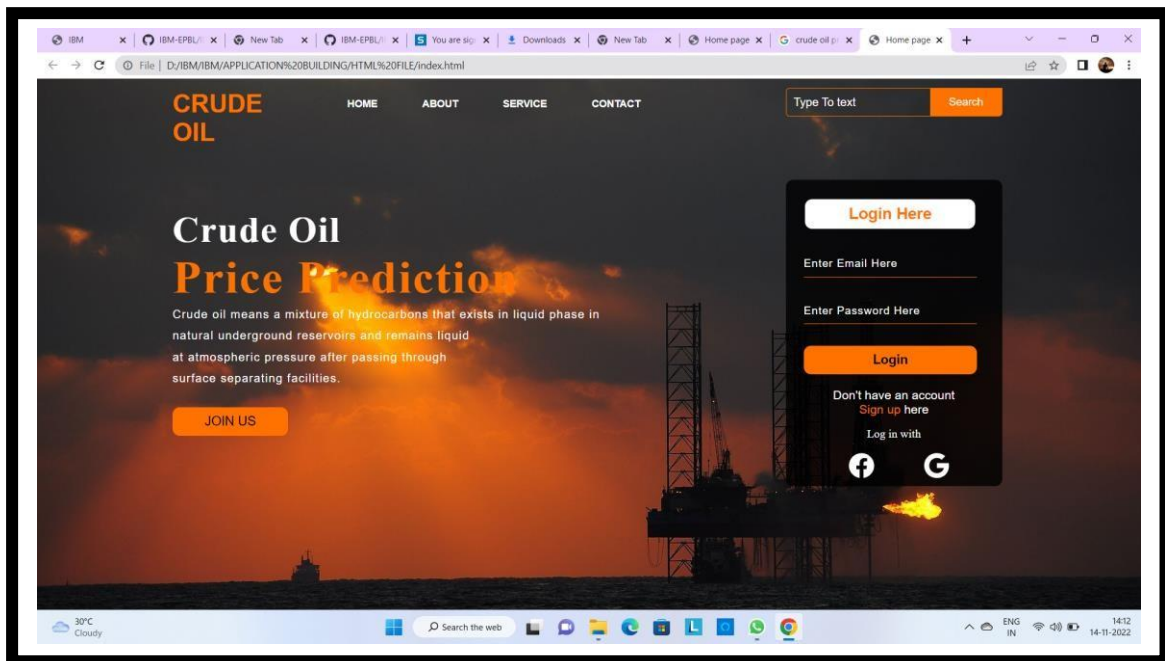 IBM
IBM-EPBL/
New Tab
IBM-EPBL/
You are sig
Downloads
New Tab
Home page
crude oil p
Home page
File | D:/IBM/IBM/APPLICATION%20BUILDING/HTML%20FILE/index.html
CRUDE
OIL
HOME
ABOUT
SERVICE
CONTACT
Type To text
Search
Crude Oil
Price Prediction
Crude oil means a mixture of hydrocarbons that exists in liquid phase in
natural underground reservoirs and remains liquid
at atmospheric pressure after passing through
surface separating facilities.
JOIN US
Login Here
Enter Email Here
Enter Password Here
Login
Don't have an account
Sign up here
Log in with
30°C
Cloudy
Search the web
ENG
IN
14:12
14-11-2022